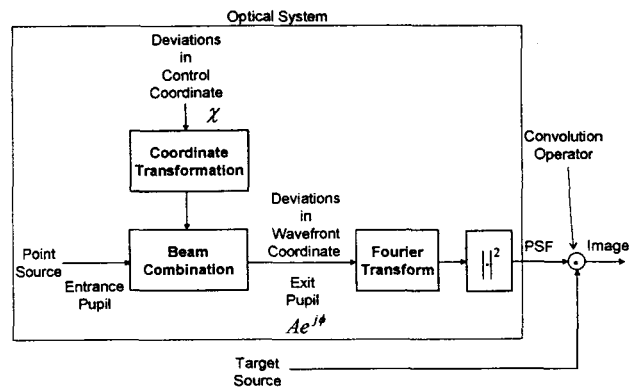 Optical System
Deviations
in
Control
Coordinate
χ
Coordinate
Transformation
Convolution
Operator
Deviations
in
Wavefront
Coordinate
Point
Source
Entrance
Pupil
Beam
Combination
Exit
Pupil
Ae^{jϕ}
Fourier
Transform
|·|²
PSF
Image
Target
Source